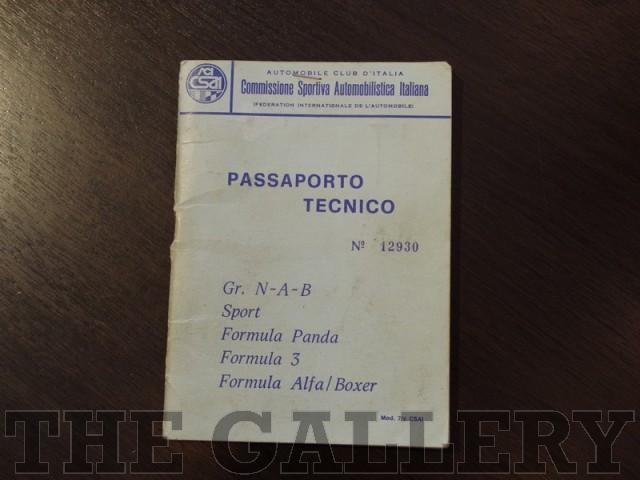 ACI
CSAI
AUTOMOBILE CLUB D'ITALIA
Commissione Sportiva Automobilistica Italiana
(FEDERATION INTERNATIONALE DE L'AUTOMOBILE)
PASSAPORTO
TECNICO
Nº 12930
Gr. N-A-B
Sport
Formula Panda
Formula 3
Formula Alfa/Boxer
Mod. CSAI
THE GALLERY